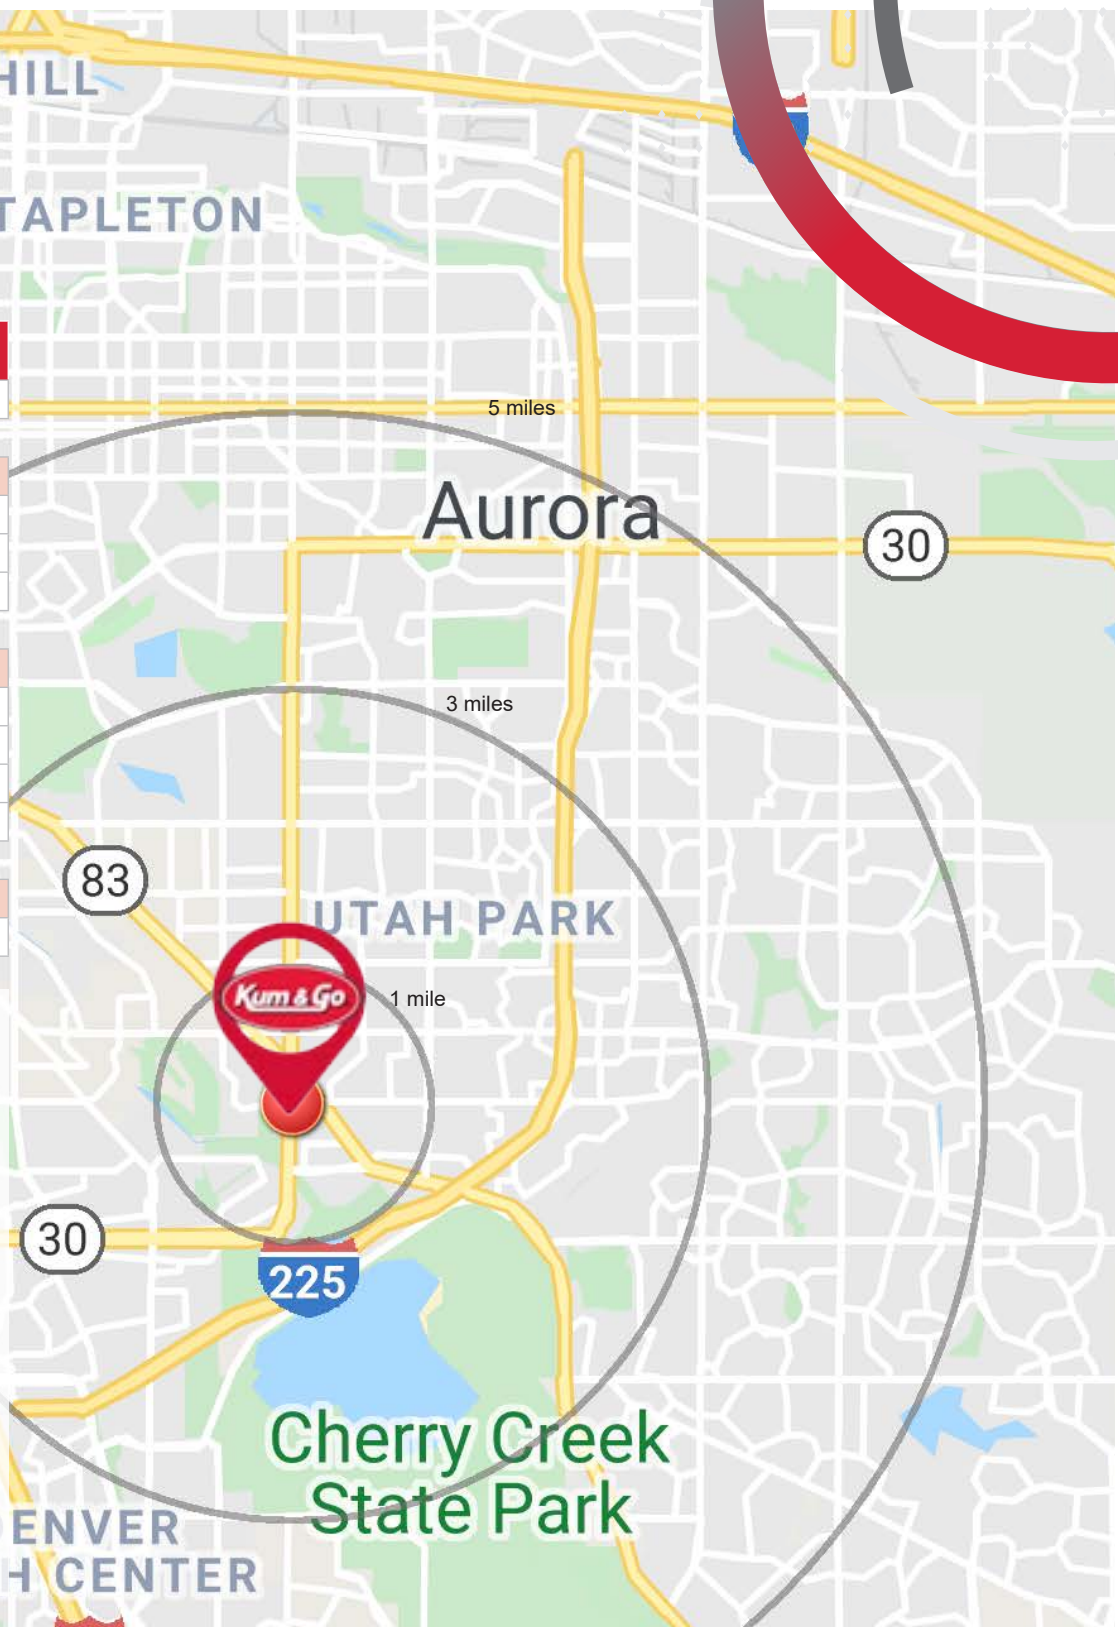 HILL
TAPLETON
5 miles
Aurora
30
3 miles
83
UTAH PARK
Kum & Go
1 mile
30
225
Cherry Creek
State Park
ENVER
H CENTER